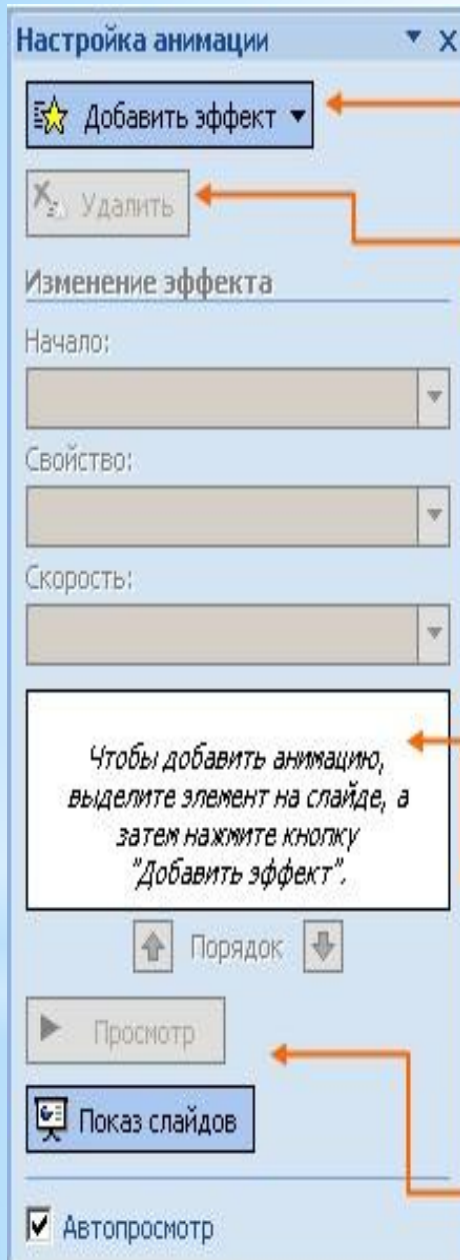 Настройка анимации
Добавить эффект
Удалить
Изменение эффекта
Начало:
Свойство:
Скорость:
Чтобы добавить анимацию,
выделите элемент на слайде, а
затем нажмите кнопку
"Добавить эффект".
Порядок
Просмотр
Показ слайдов
Автопросмотр